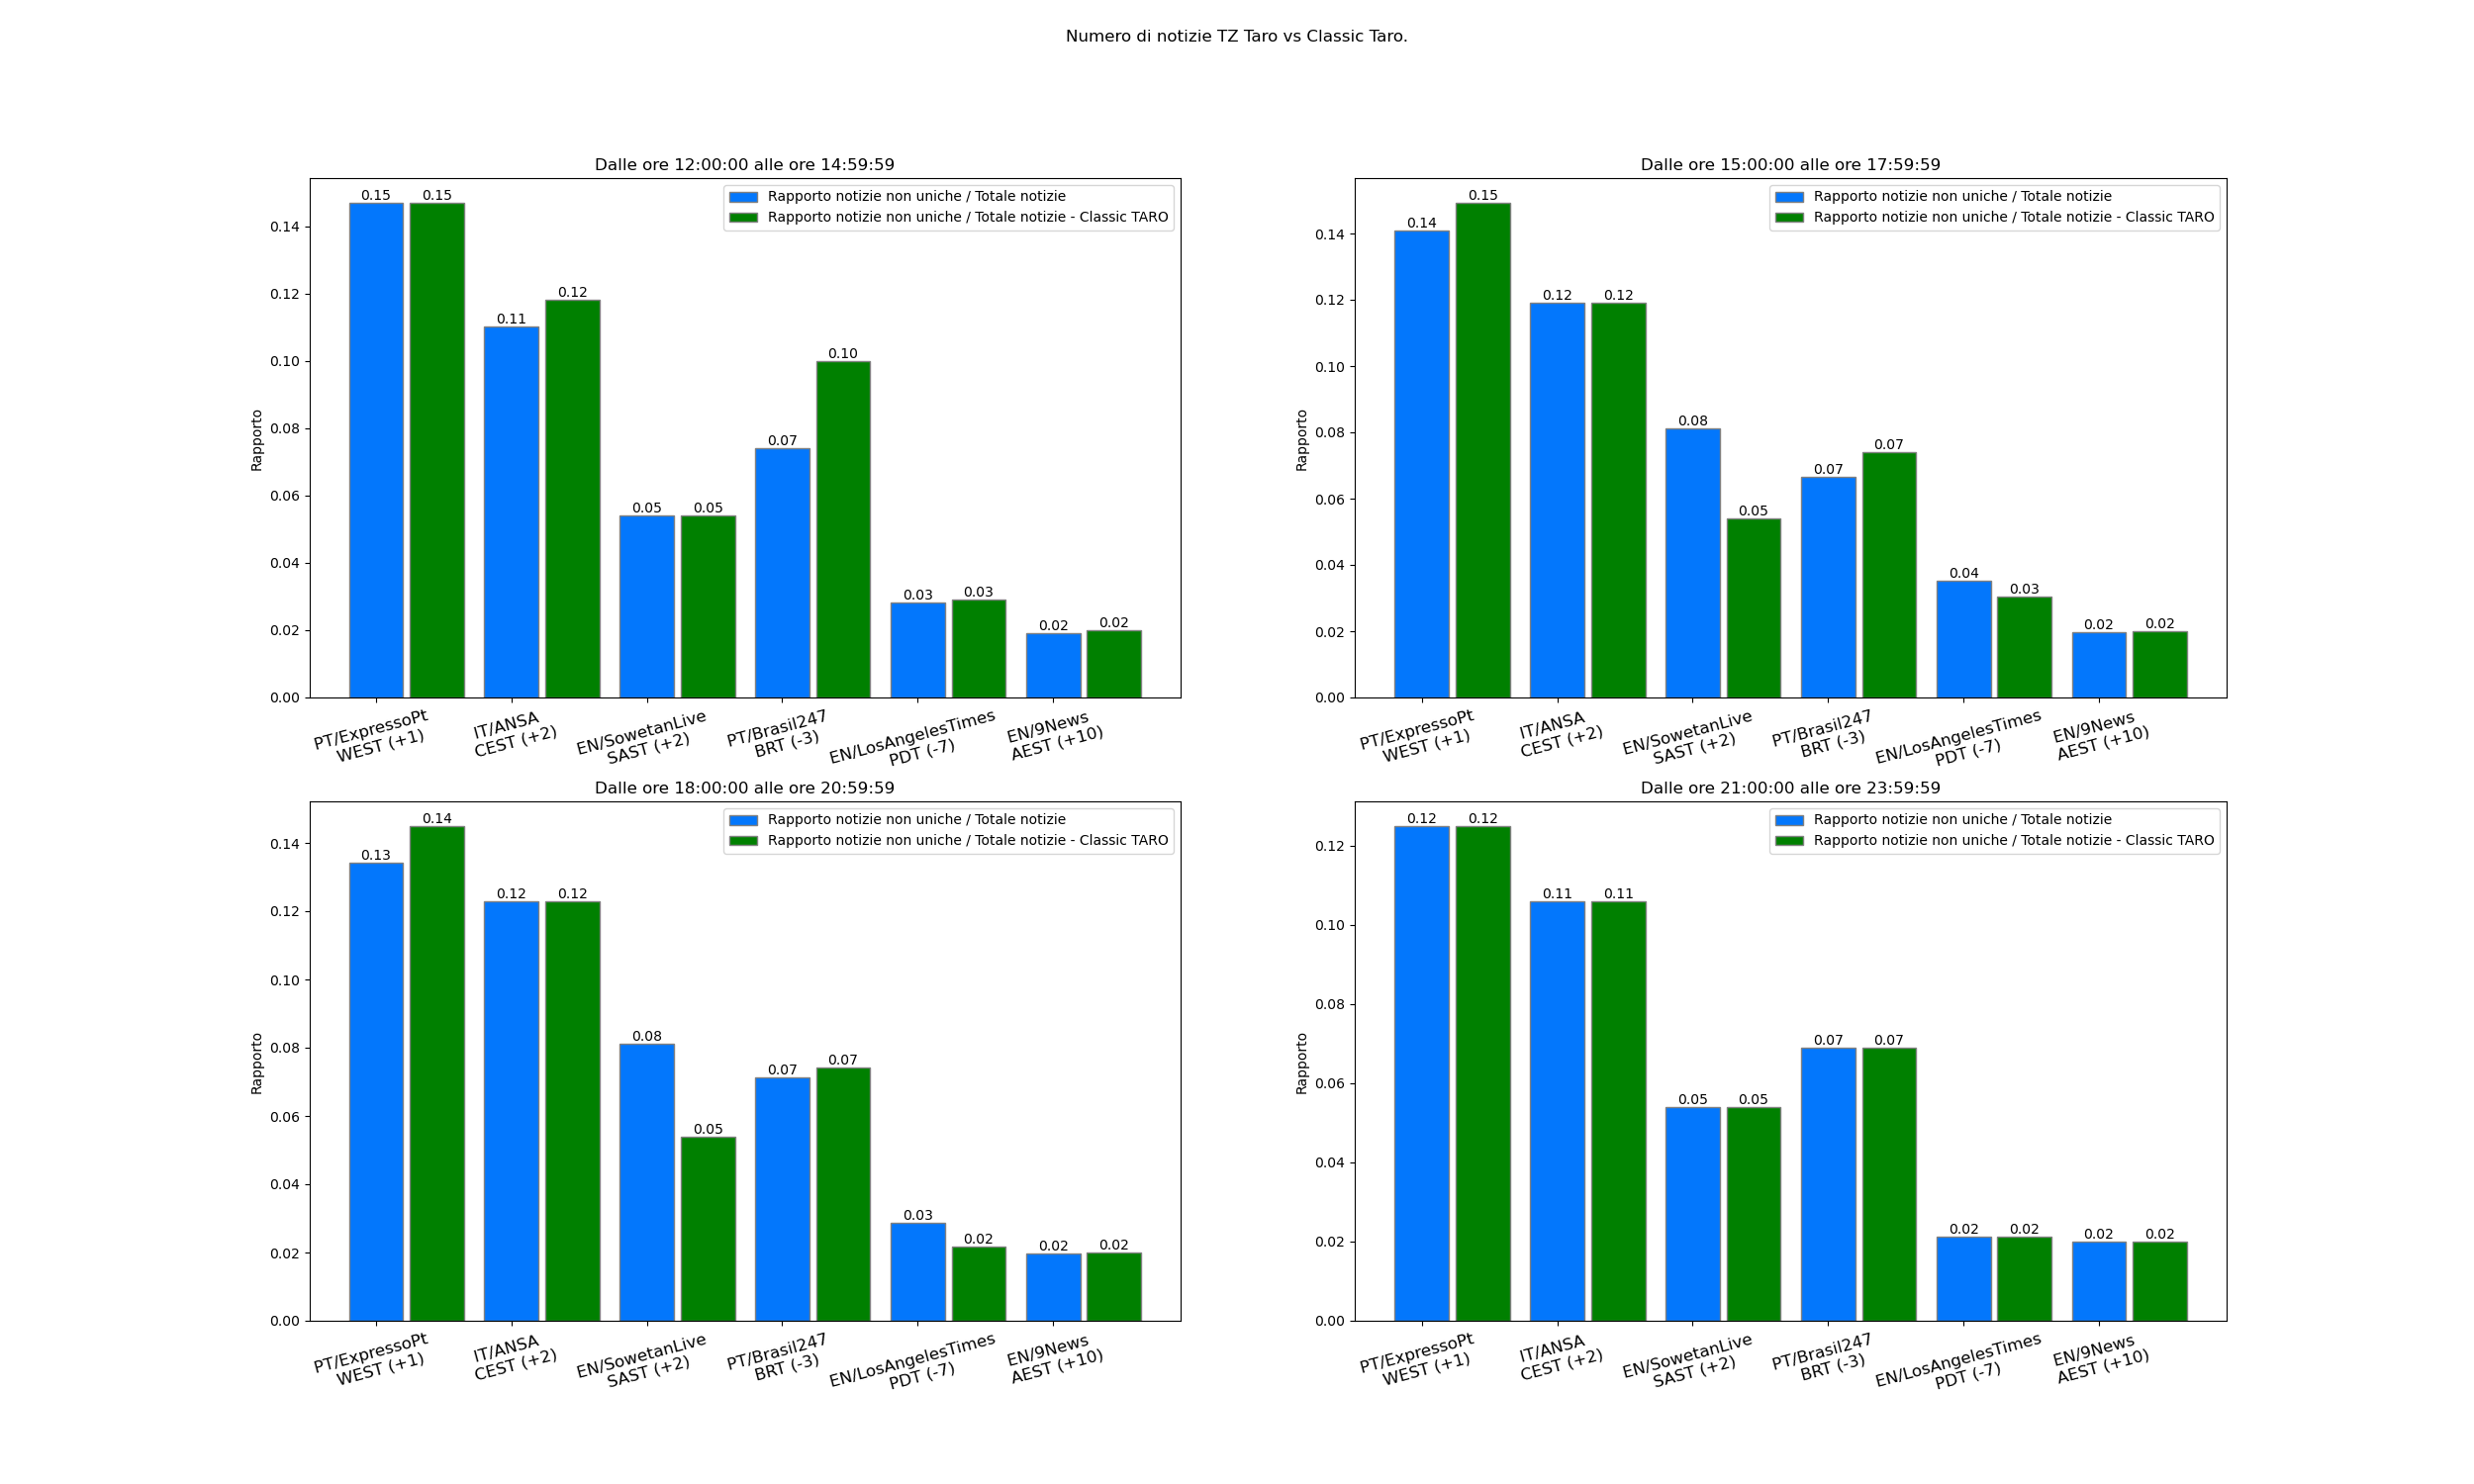 Numero di notizie TZ Taro vs Classic Taro.
Dalle ore 12:00:00 alle ore 14:59:59
Rapporto notizie non uniche / Totale notizie
Rapporto notizie non uniche / Totale notizie - Classic TARO
Rapporto
0.14
0.12
0.10
0.08
0.06
0.04
0.02
0.00
0.15
0.15
0.11
0.12
0.05
0.05
0.07
0.10
0.03
0.03
0.02
0.02
PT/ExpressoPt
WEST (+1)
IT/ANSA
CEST (+2)
EN/SowetanLive
SAST (+2)
PT/Brasil247
BRT (-3)
EN/LosAngelesTimes
PDT (-7)
EN/9News
AEST (+10)
Dalle ore 15:00:00 alle ore 17:59:59
Rapporto notizie non uniche / Totale notizie
Rapporto notizie non uniche / Totale notizie - Classic TARO
Rapporto
0.14
0.12
0.10
0.08
0.06
0.04
0.02
0.00
0.14
0.15
0.12
0.12
0.08
0.05
0.07
0.07
0.04
0.03
0.02
0.02
PT/ExpressoPt
WEST (+1)
IT/ANSA
CEST (+2)
EN/SowetanLive
SAST (+2)
PT/Brasil247
BRT (-3)
EN/LosAngelesTimes
PDT (-7)
EN/9News
AEST (+10)
Dalle ore 18:00:00 alle ore 20:59:59
Rapporto notizie non uniche / Totale notizie
Rapporto notizie non uniche / Totale notizie - Classic TARO
Rapporto
0.14
0.12
0.10
0.08
0.06
0.04
0.02
0.00
0.13
0.14
0.12
0.12
0.08
0.05
0.07
0.07
0.03
0.02
0.02
0.02
PT/ExpressoPt
WEST (+1)
IT/ANSA
CEST (+2)
EN/SowetanLive
SAST (+2)
PT/Brasil247
BRT (-3)
EN/LosAngelesTimes
PDT (-7)
EN/9News
AEST (+10)
Dalle ore 21:00:00 alle ore 23:59:59
Rapporto notizie non uniche / Totale notizie
Rapporto notizie non uniche / Totale notizie - Classic TARO
Rapporto
0.12
0.10
0.08
0.06
0.04
0.02
0.00
0.12
0.12
0.11
0.11
0.05
0.05
0.07
0.07
0.02
0.02
0.02
0.02
PT/ExpressoPt
WEST (+1)
IT/ANSA
CEST (+2)
EN/SowetanLive
SAST (+2)
PT/Brasil247
BRT (-3)
EN/LosAngelesTimes
PDT (-7)
EN/9News
AEST (+10)